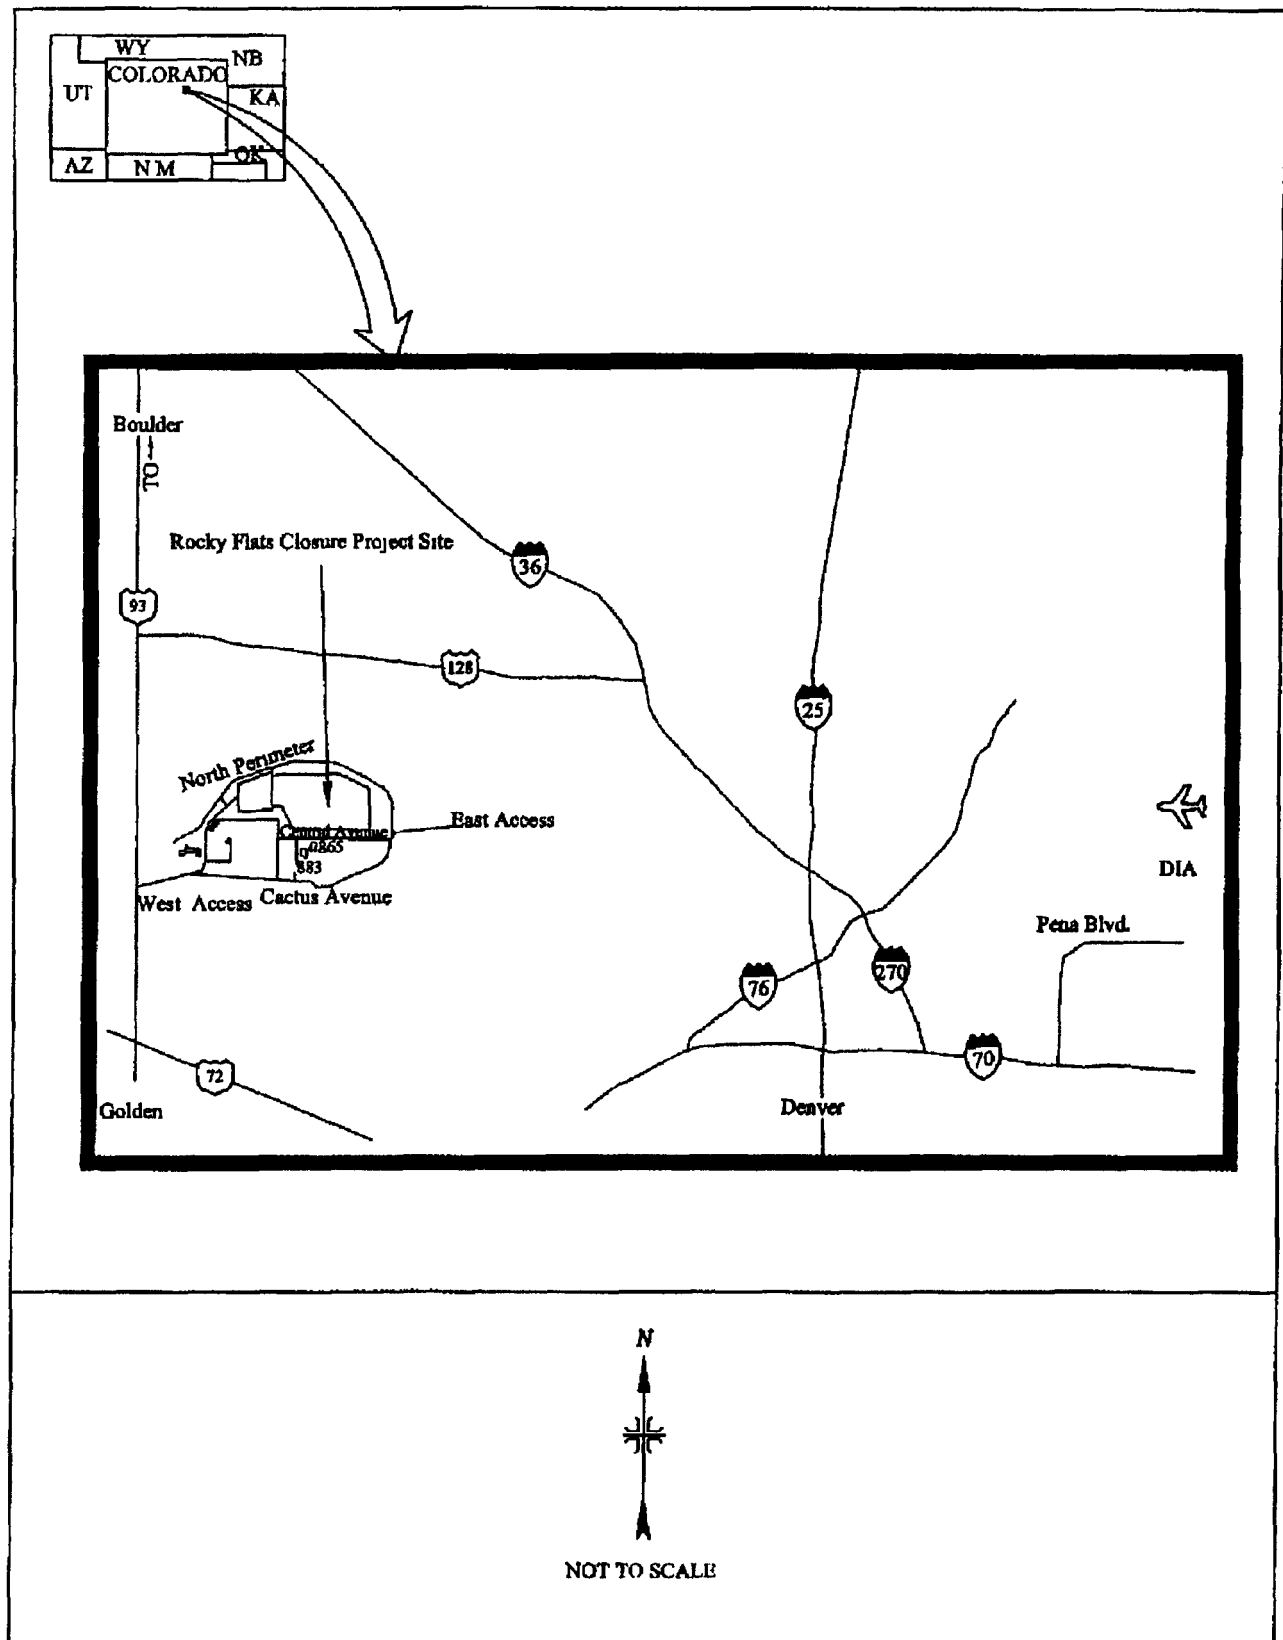 WY
NB
COLORADO
UT
KA
OK
AZ
N M
Boulder
TO
Rocky Flats Closure Project Site
36
93
128
25
North Perimeter
East Access
Central Avenue
865
883
DIA
West Access
Cactus Avenue
Pena Blvd.
76
270
70
72
Golden
Denver
N
NOT TO SCALE